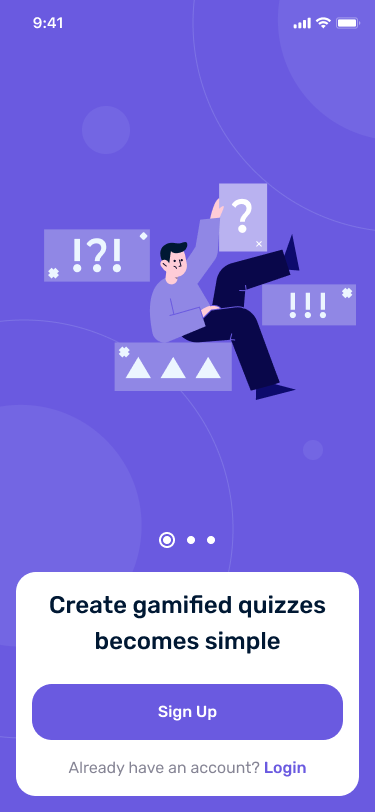 9:41
?
!?!
!!!
Create gamified quizzes
becomes simple
Sign Up
Already have an account? Login